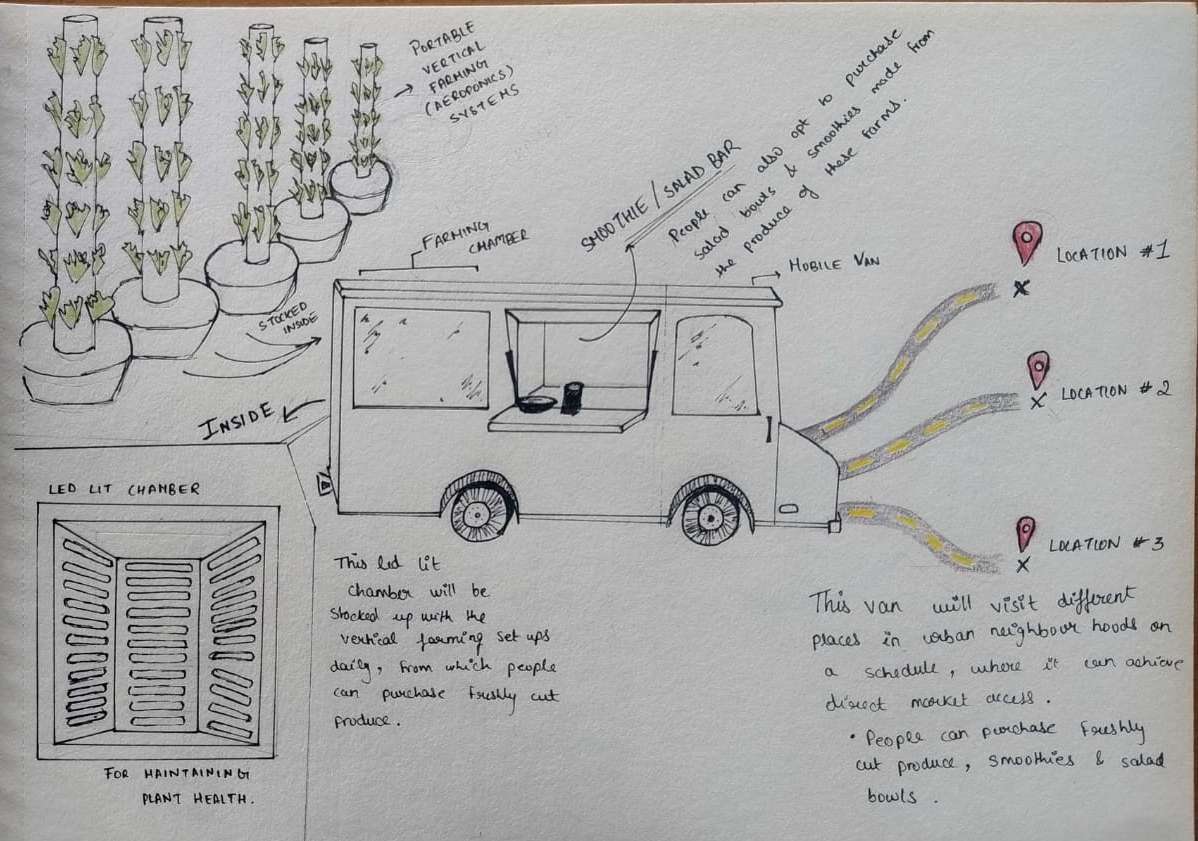 PORTABLE
VERTICAL
FARMING
(AEROPONICS)
SYSTEMS
SMOOTHIE / SALAD BAR
People can also opt to purchase
salad bowls & smoothies made from
the produce of these farms.
FARMING
CHAMBER
MOBILE VAN
STOCKED
INSIDE
INSIDE
LOCATION #1
LOCATION # 2
LOCATION # 3
LED LIT CHAMBER
FOR MAINTAINING
PLANT HEALTH.
This led lit
chamber will be
stocked up with the
vertical farming set ups
daily, from which people
can purchase freshly cut
produce.
This van will visit different
places in urban neighbour hoods on
a schedule, where it can achieve
direct market access.
• People can purchase freshly
cut produce, smoothies & salad
bowls.